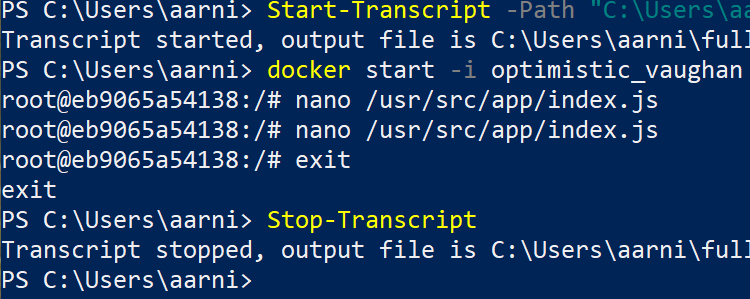 PS C:\Users\aarni> Start-Transcript -Path "C:\Users\aa
Transcript started, output file is C:\Users\aarni\full
PS C:\Users\aarni> docker start -i optimistic_vaughan
root@eb9065a54138:/# nano /usr/src/app/index.js
root@eb9065a54138:/# nano /usr/src/app/index.js
root@eb9065a54138:/# exit
exit
PS C:\Users\aarni> Stop-Transcript
Transcript stopped, output file is C:\Users\aarni\full
PS C:\Users\aarni>